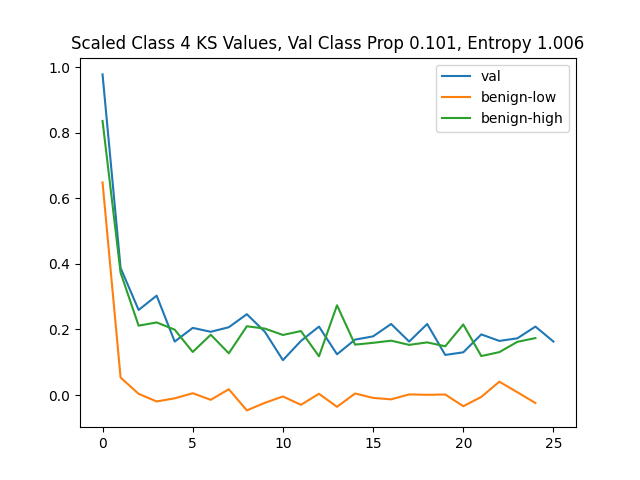 Scaled Class 4 KS Values, Val Class Prop 0.101, Entropy 1.006
1.0
0.8
0.6
0.4
0.2
0.0
0 5 10 15 20 25
val
benign-low
benign-high